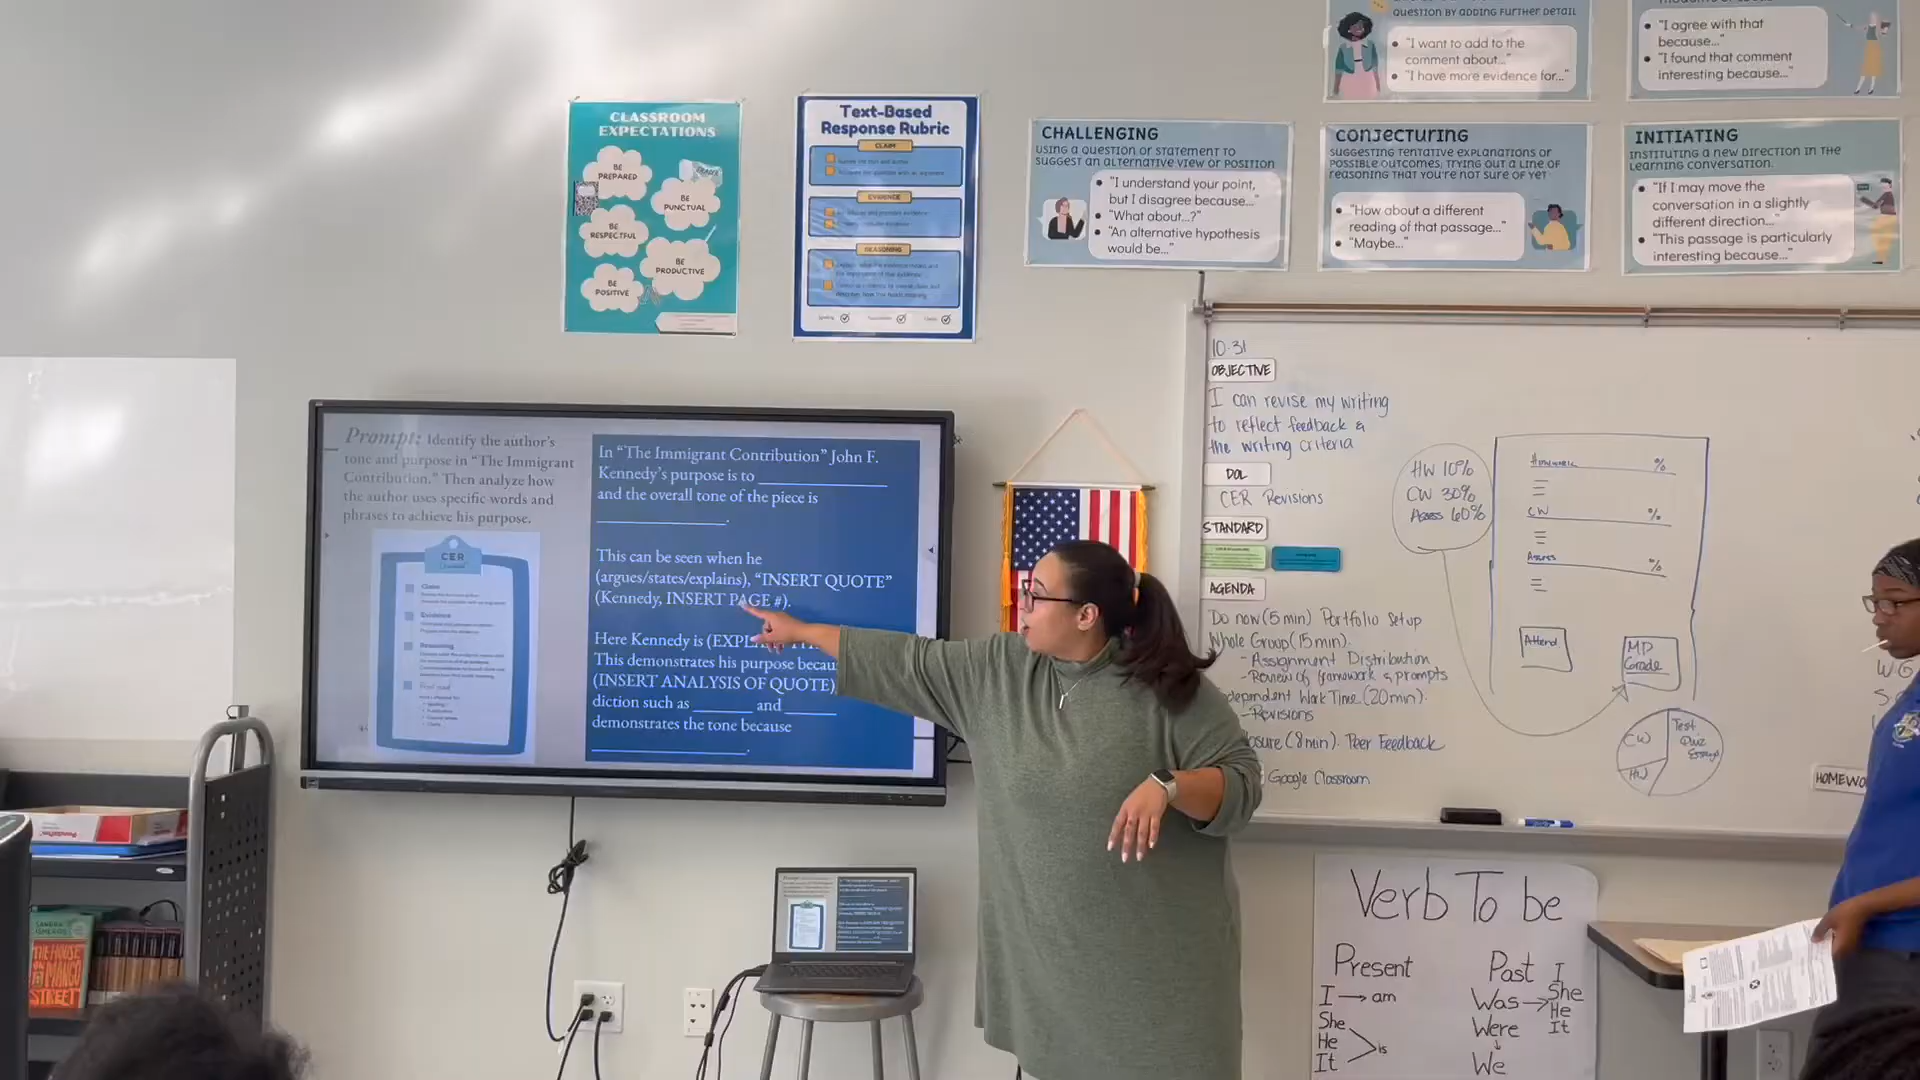 CLASSROOM
EXPECTATIONS
BE
PREPARED
BE
PUNCTUAL
BE
RESPECTFUL
BE
PRODUCTIVE
BE
POSITIVE
Text-Based
Response Rubric
CLAIM
EVIDENCE
REASONING
QUESTION BY ADDING FURTHER DETAIL
"I want to add to the
comment about..."
"I have more evidence for..."
"I agree with that
because..."
"I found that comment
interesting because..."
CHALLENGING
USING A QUESTION OR STATEMENT TO
SUGGEST AN ALTERNATIVE VIEW OR POSITION
"I understand your point,
but I disagree because..."
"What about...?"
"An alternative hypothesis
would be..."
CONJECTURING
SUGGESTING TENTATIVE EXPLANATIONS OR
POSSIBLE OUTCOMES, TRYING OUT A LINE OF
REASONING THAT YOU'RE NOT SURE OF YET
"How about a different
reading of that passage..."
"Maybe..."
INITIATING
INSTITUTING A NEW DIRECTION IN THE
LEARNING CONVERSATION.
"If I may move the
conversation in a slightly
different direction..."
"This passage is particularly
interesting because..."
Prompt: Identify the author's
tone and purpose in "The Immigrant
Contribution." Then analyze how
the author uses specific words and
phrases to achieve his purpose.
CER
Claim
Evidence
Reasoning
In "The Immigrant Contribution" John F.
Kennedy's purpose is to
and the overall tone of the piece is
.
This can be seen when he
(argues/states/explains), "INSERT QUOTE"
(Kennedy, INSERT PAGE #).
Here Kennedy is
This demonstrates his purpose becau
(INSERT ANALYSIS OF QUOTE)
diction such as and
demonstrates the tone because
.
10.31
OBJECTIVE
I can revise my writing
to reflect feedback &
the writing criteria
DOL
CER Revisions
STANDARD
AGENDA
Do now (5 min) Portfolio Setup
Whole Group (15 min).
- Assignment Distribution
- Review of framework & prompts
dependent Work Time (20 min).
- Revisions
osure (8 min). Peer Feedback
Google Classroom
HW 10%
CW 30%
Assess 60%
Homework %
CW %
Assess %
Attend
MP
Grade
CW
HW
Test
Quiz
Essay
HOMEWO
W.G
THE HOUSE
ON MANGO
STREET
Verb To be
Present
I → am
She
He
It
is
Past
Was → I
She
He
It
Were
↓
We